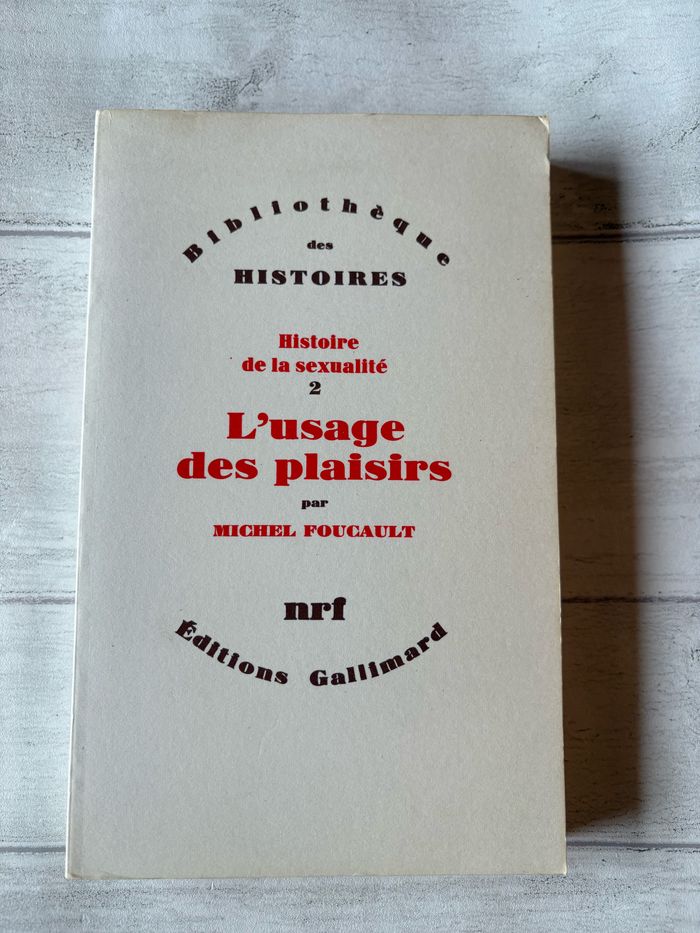 Bibliothèque
des
HISTOIRES
Histoire
de la sexualité
2
L'usage
des plaisirs
par
MICHEL FOUCAULT
nrf
Éditions Gallimard